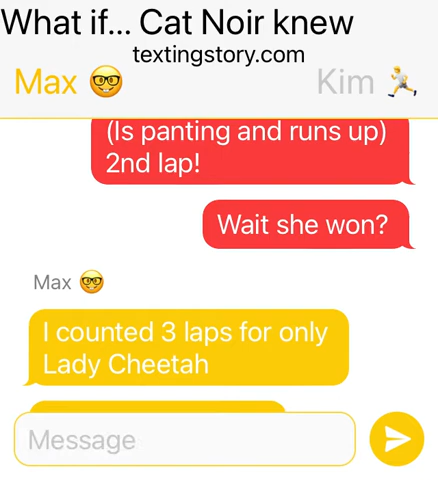 What if... Cat Noir knew
textingstory.com
Max 🤓
Kim 🏃
(Is panting and runs up)
2nd lap!
Wait she won?
Max 🤓
I counted 3 laps for only
Lady Cheetah
Message